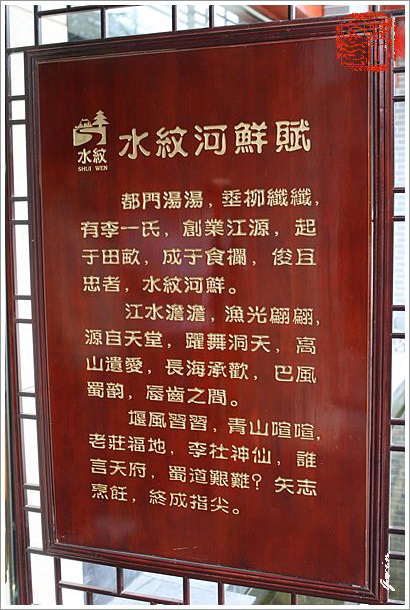 水紋
SHUI WEN
水紋河鮮賦
都門湯湯，垂柳纖纖，
有李一氏，創業江源，起
于田畝，成于食攔，俊且
忠者，水紋河鮮。
江水澹澹，漁光翩翩，
源自天堂，躍舞洞天，高
山遺愛，長海承歡，巴風
蜀韵，唇齒之間。
堰風習習，青山喧喧，
老莊福地，李杜神仙，誰
言天府，蜀道艱難？矢志
烹飪，終成指尖。